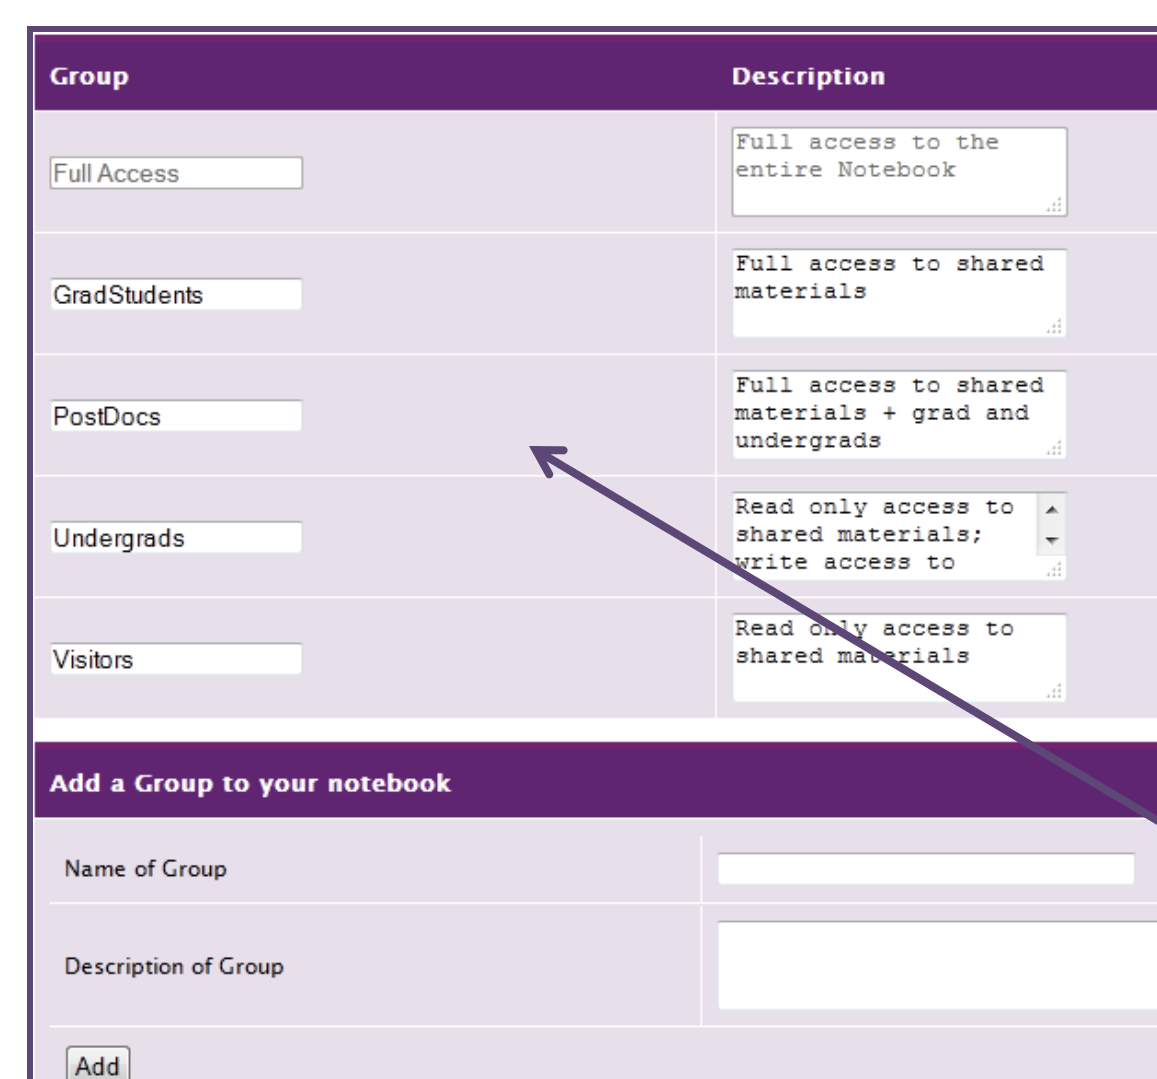 Group Description
Full Access
Full access to the
entire Notebook
GradStudents
Full access to shared
materials
PostDocs
Full access to shared
materials + grad and
undergrads
Undergrads
Read only access to
shared materials;
write access to
Visitors
Read only access to
shared materials
Add a Group to your notebook
Name of Group
Description of Group
Add